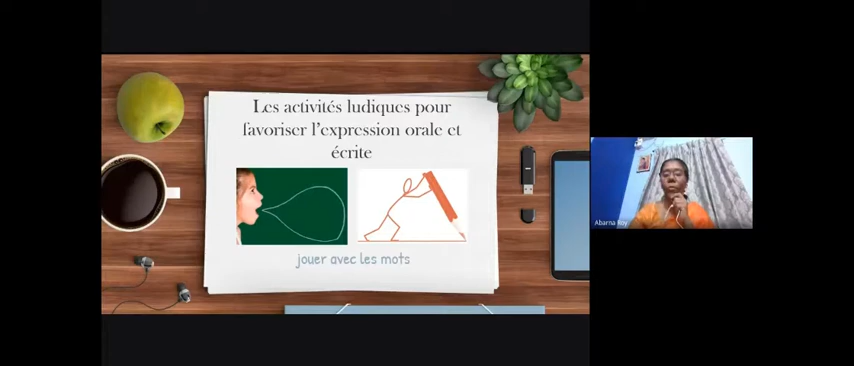 Les activités ludiques pour
favoriser l'expression orale et
écrite
jouer avec les mots
Abarna Roy